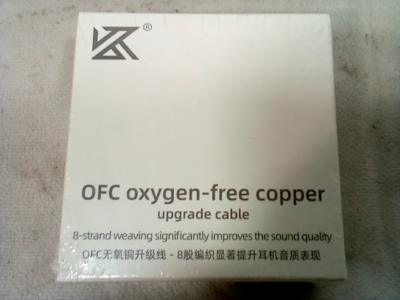 KZ®
OFC oxygen-free copper
upgrade cable
8-strand weaving significantly improves the sound quality
OFC无氧铜升级线 - 8股编织显著提升耳机音质表现